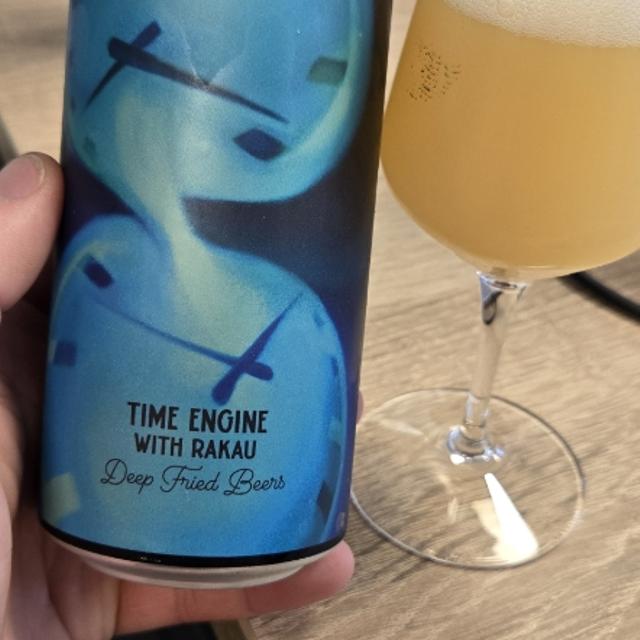 TIME ENGINE
WITH RAKAU
Deep Fried Beers